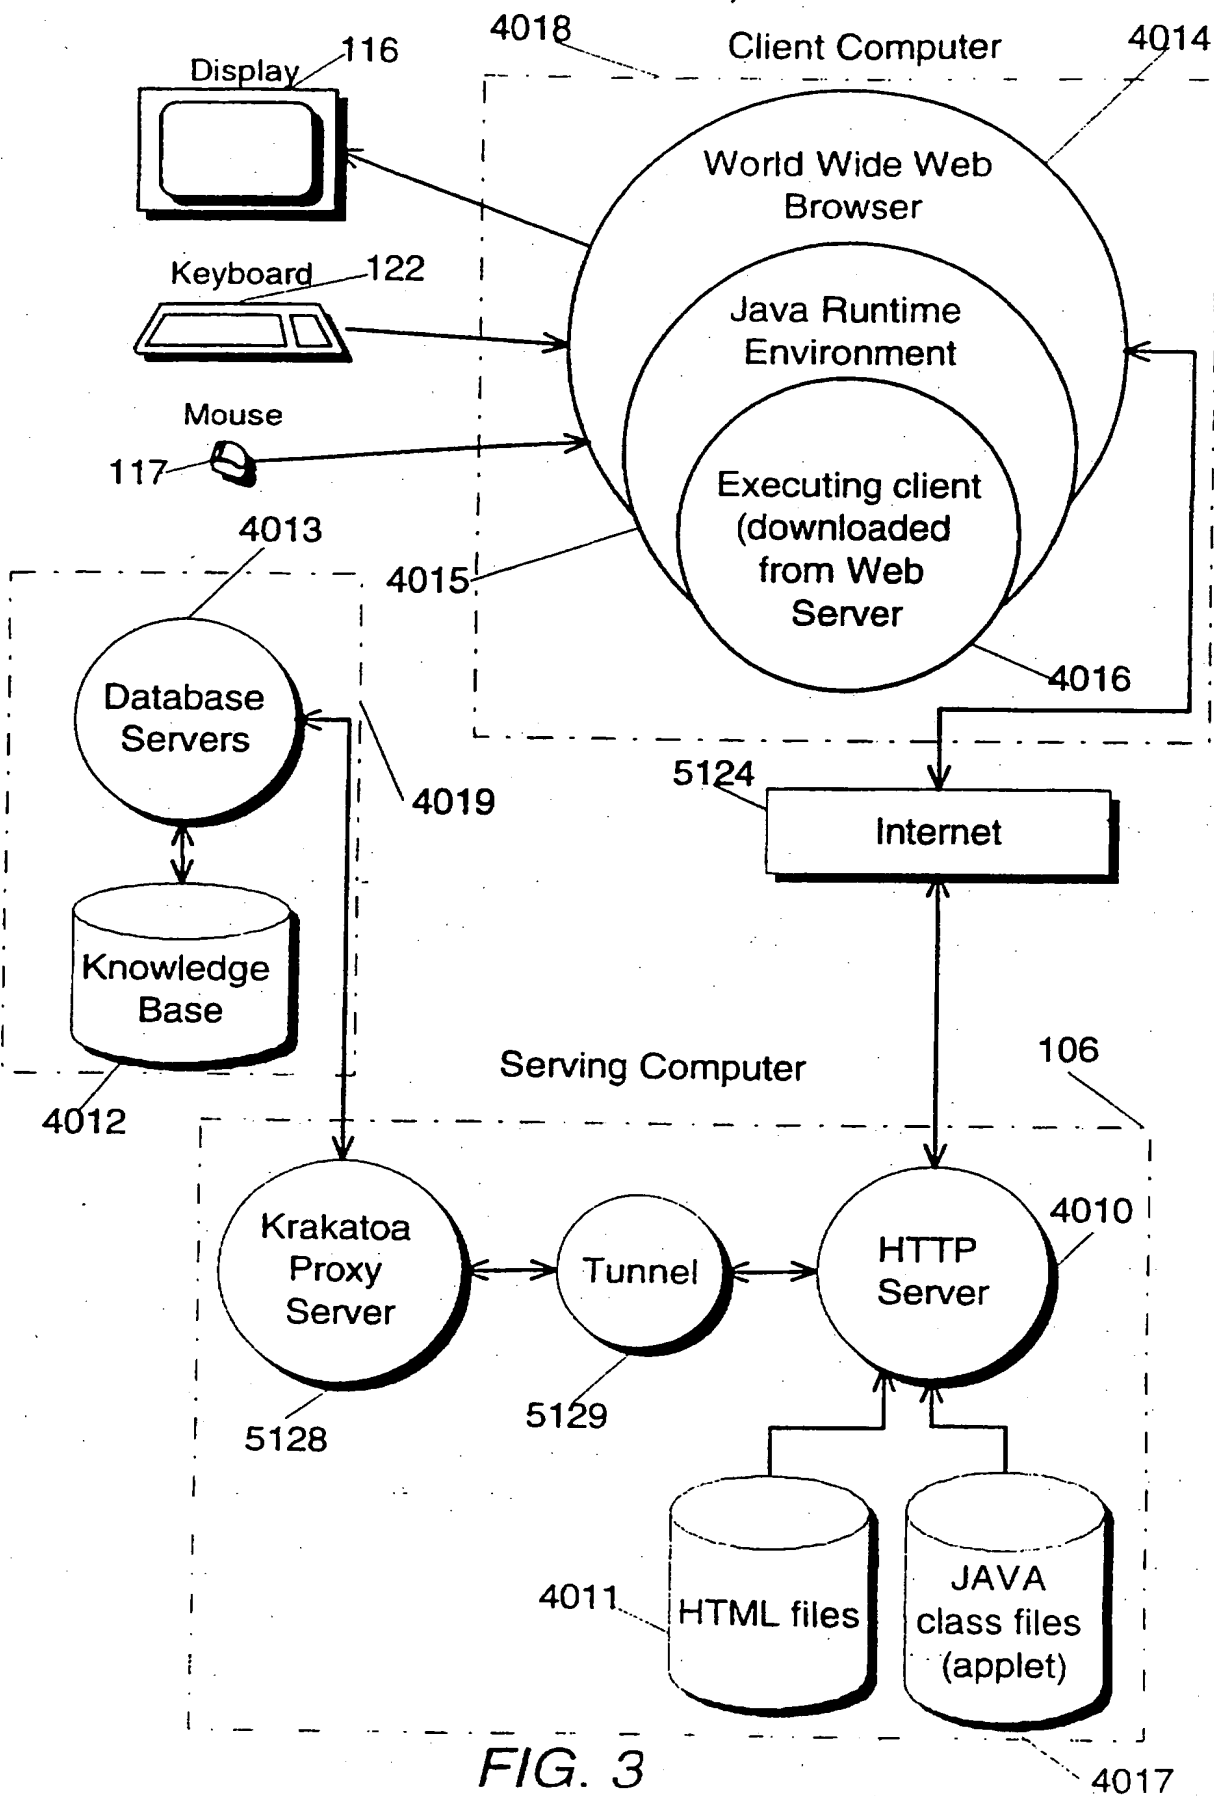 4018
Client Computer
4014
116
Display
World Wide Web
Browser
Keyboard
122
Java Runtime
Environment
Mouse
117
Executing client
(downloaded
from Web
Server
4013
4015
4016
Database
Servers
4019
5124
Internet
Knowledge
Base
4012
Serving Computer
106
Krakatoa
Proxy
Server
Tunnel
HTTP
Server
4010
5128
5129
4011
HTML files
JAVA
class files
(applet)
FIG. 3
4017